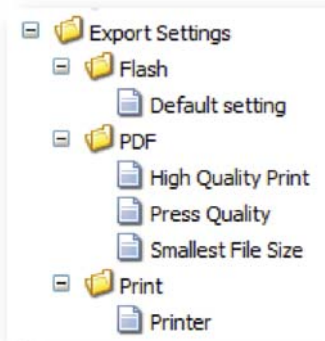 Export Settings
Flash
Default setting
PDF
High Quality Print
Press Quality
Smallest File Size
Print
Printer